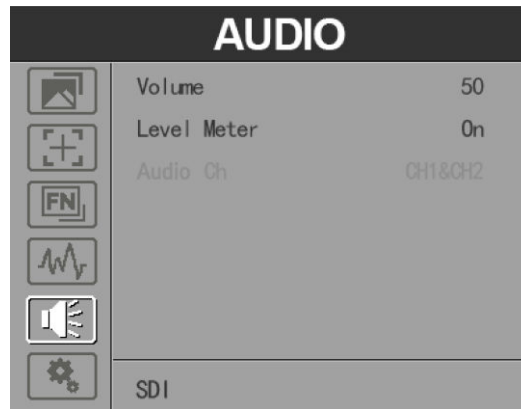 AUDIO
Volume 50
Level Meter On
Audio Ch CH1&CH2
FN
SDI